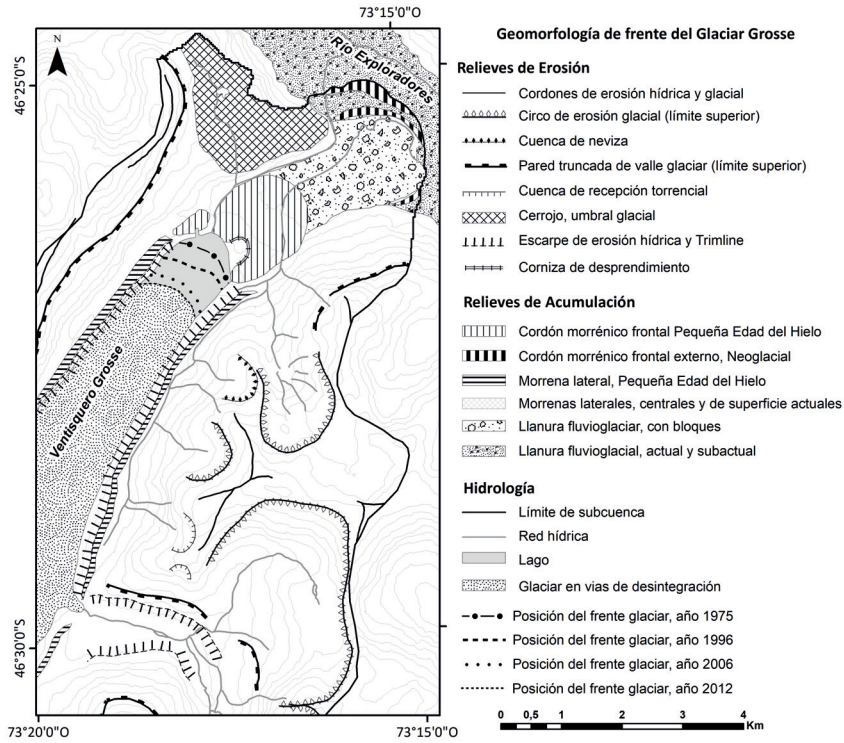 73°15'0"O
Geomorfología de frente del Glaciar Grosse
N
46°25'0"S
Río Exploradores
Ventisquero Grosse
46°30'0"S
73°20'0"O
73°15'0"O
Relieves de Erosión
Cordones de erosión hídrica y glacial
Circo de erosión glacial (límite superior)
Cuenca de neviza
Pared truncada de valle glaciar (límite superior)
Cuenca de recepción torrencial
Cerrojo, umbral glacial
Escarpe de erosión hídrica y Trimline
Corniza de desprendimiento
Relieves de Acumulación
Cordón morrénico frontal Pequeña Edad del Hielo
Cordón morrénico frontal externo, Neoglacial
Morrena lateral, Pequeña Edad del Hielo
Morrenas laterales, centrales y de superficie actuales
Llanura fluvioglaciar, con bloques
Llanura fluvioglaciar, actual y subactual
Hidrología
Límite de subcuenca
Red hídrica
Lago
Glaciar en vias de desintegración
Posición del frente glaciar, año 1975
Posición del frente glaciar, año 1996
Posición del frente glaciar, año 2006
Posición del frente glaciar, año 2012
0 0,5 1 2 3 4
Km